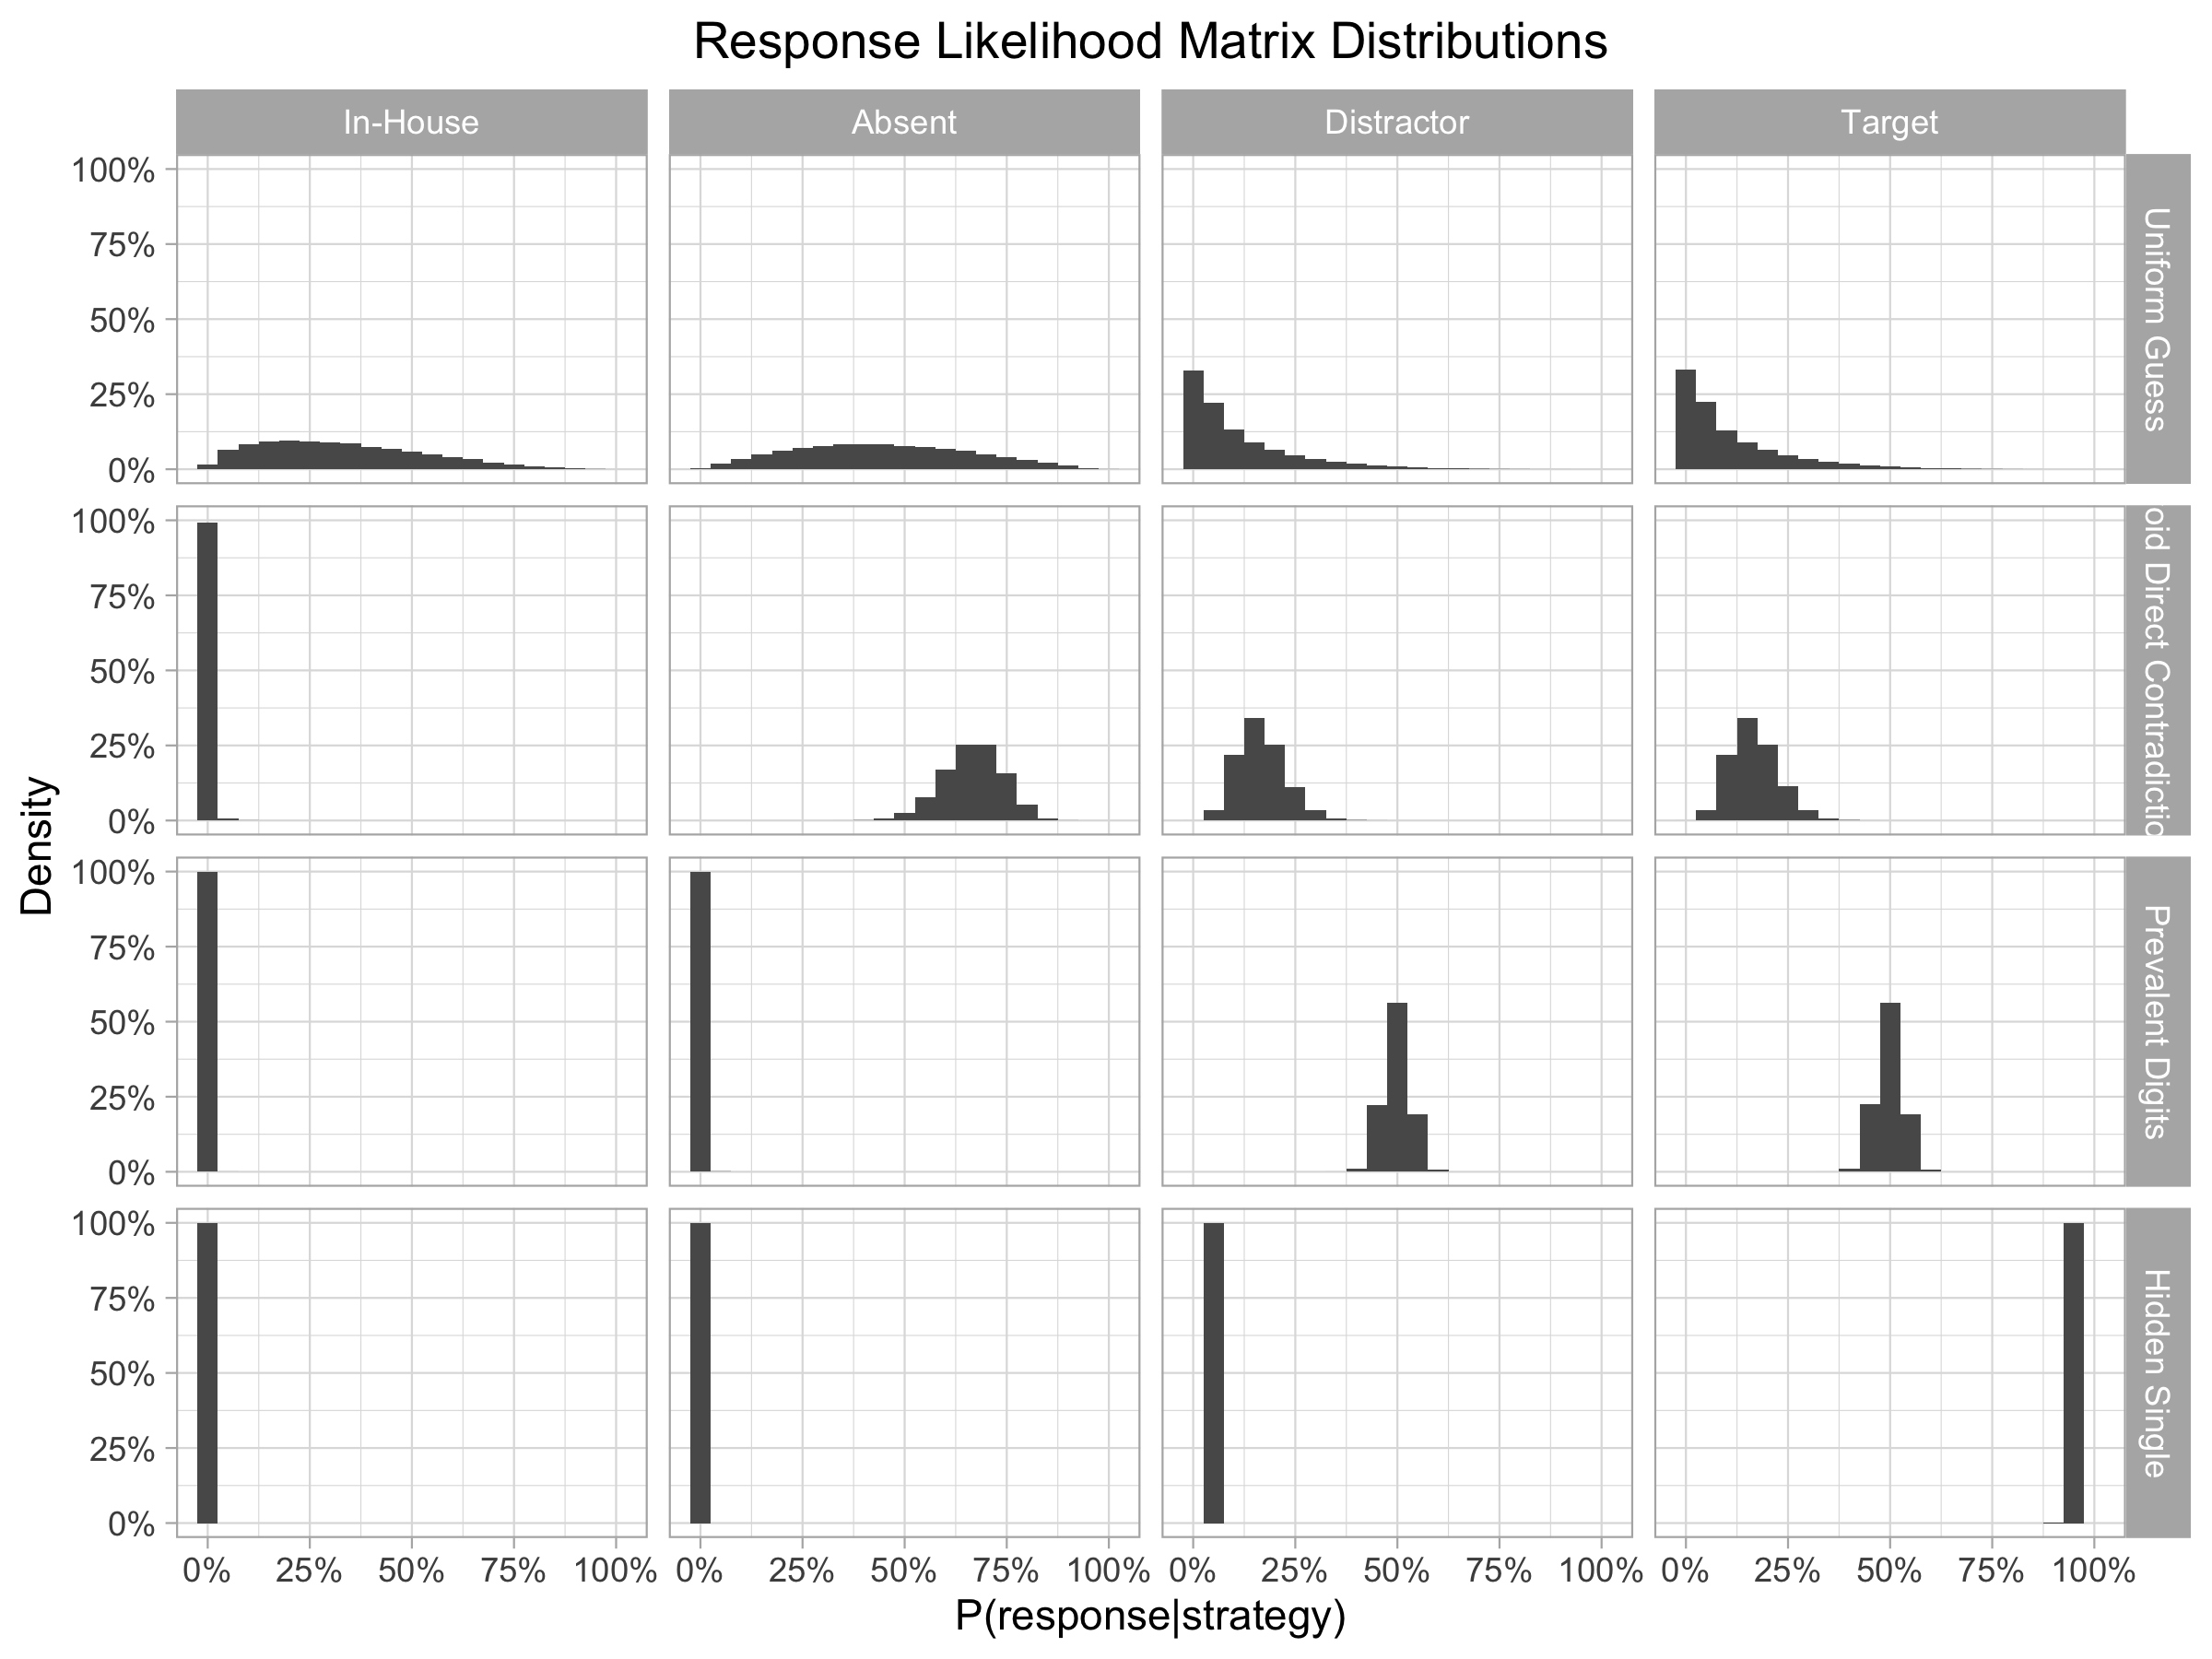 Response Likelihood Matrix Distributions
In-House Absent Distractor Target
100%
75%
50%
25%
0%
Uniform Guess
100%
75%
50%
25%
0%
oid Direct Contradictio
Density
100%
75%
50%
25%
0%
Prevalent Digits
100%
75%
50%
25%
0%
Hidden Single
0% 25% 50% 75% 100% 0% 25% 50% 75% 100% 0% 25% 50% 75% 100% 0% 25% 50% 75% 100%
P(response|strategy)